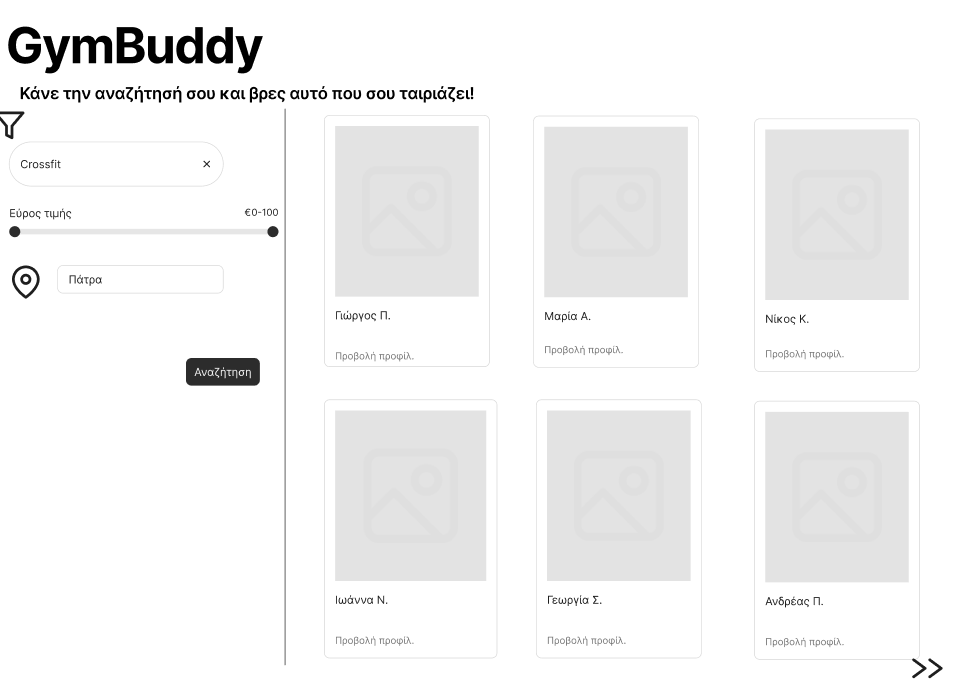 GymBuddy
Κάνε την αναζήτησή σου και βρες αυτό που σου ταιριάζει!
Crossfit
Εύρος τιμής €0-100
Πάτρα
Αναζήτηση
Γιώργος Π.
Προβολή προφίλ.
Μαρία Α.
Προβολή προφίλ.
Νίκος Κ.
Προβολή προφίλ.
Ιωάννα Ν.
Προβολή προφίλ.
Γεωργία Σ.
Προβολή προφίλ.
Ανδρέας Π.
Προβολή προφίλ.